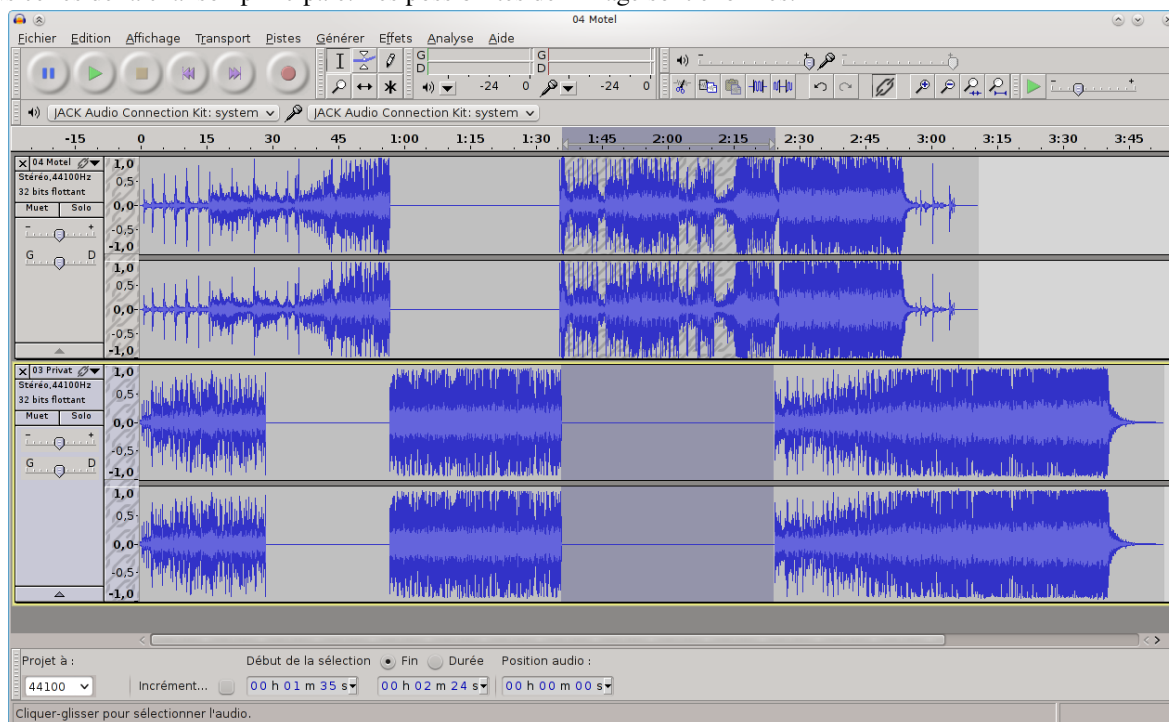 04 Motel
Fichier Edition Affichage Transport Pistes Générer Effets Analyse Aide
G
D
-24 0
G
D
-24 0
JACK Audio Connection Kit: system
JACK Audio Connection Kit: system
-15 0 15 30 45 1:00 1:15 1:30 1:45 2:00 2:15 2:30 2:45 3:00 3:15 3:30 3:45
04 Motel
Stéréo,44100Hz
32 bits flottant
Muet Solo
- +
G D
1,0
0,5-
0,0-
-0,5-
-1,0
1,0
0,5-
0,0-
-0,5-
-1,0
03 Privat
Stéréo,44100Hz
32 bits flottant
Muet Solo
- +
G D
1,0
0,5-
0,0-
-0,5-
-1,0
1,0
0,5-
0,0-
-0,5-
-1,0
Projet à :
44100
Incrément...
Début de la sélection Fin Durée Position audio :
00 h 01 m 35 s 00 h 02 m 24 s 00 h 00 m 00 s
Cliquer-glisser pour sélectionner l'audio.